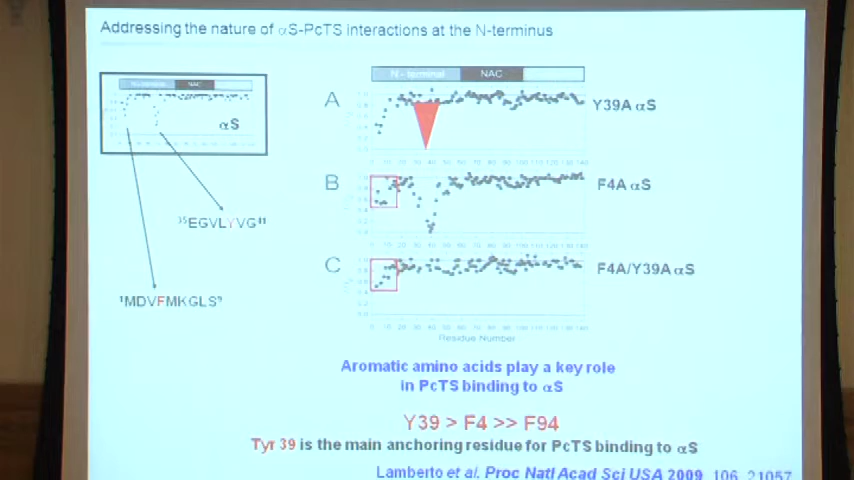 Addressing the nature of αS-PcTS interactions at the N-terminus
N - terminal NAC
A
Y39A αS
αS
B
F4A αS
³⁵EGVLYVG⁴¹
C
F4A/Y39A αS
¹MDVFMKGLS⁹
Residue Number
Aromatic amino acids play a key role
in PcTS binding to αS
Y39 > F4 >> F94
Tyr 39 is the main anchoring residue for PcTS binding to αS
Lamberto et al. Proc Natl Acad Sci USA 2009, 106, 21057